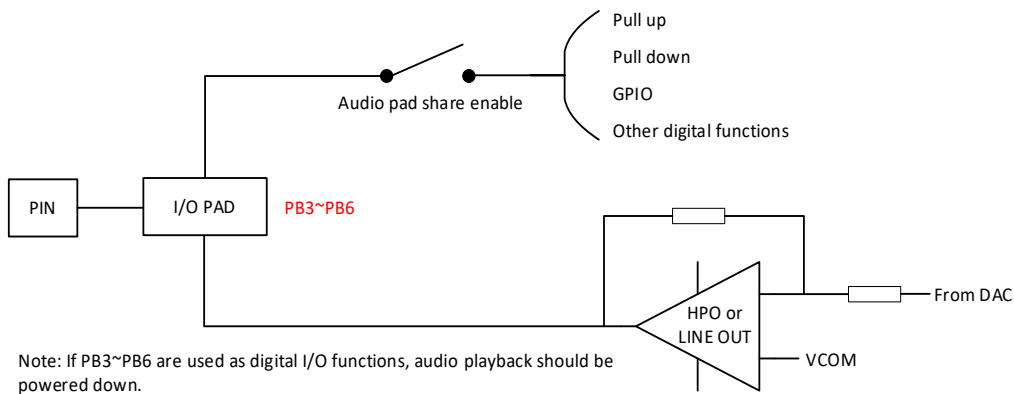 Pull up
Pull down
GPIO
Other digital functions
Audio pad share enable
PIN
I/O PAD
PB3~PB6
HPO or
LINE OUT
From DAC
VCOM
Note: If PB3~PB6 are used as digital I/O functions, audio playback should be
powered down.